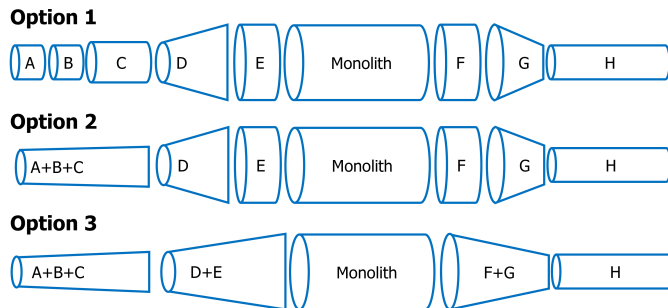 Option 1
A B C D E Monolith F G H
Option 2
A+B+C D E Monolith F G H
Option 3
A+B+C D+E Monolith F+G H